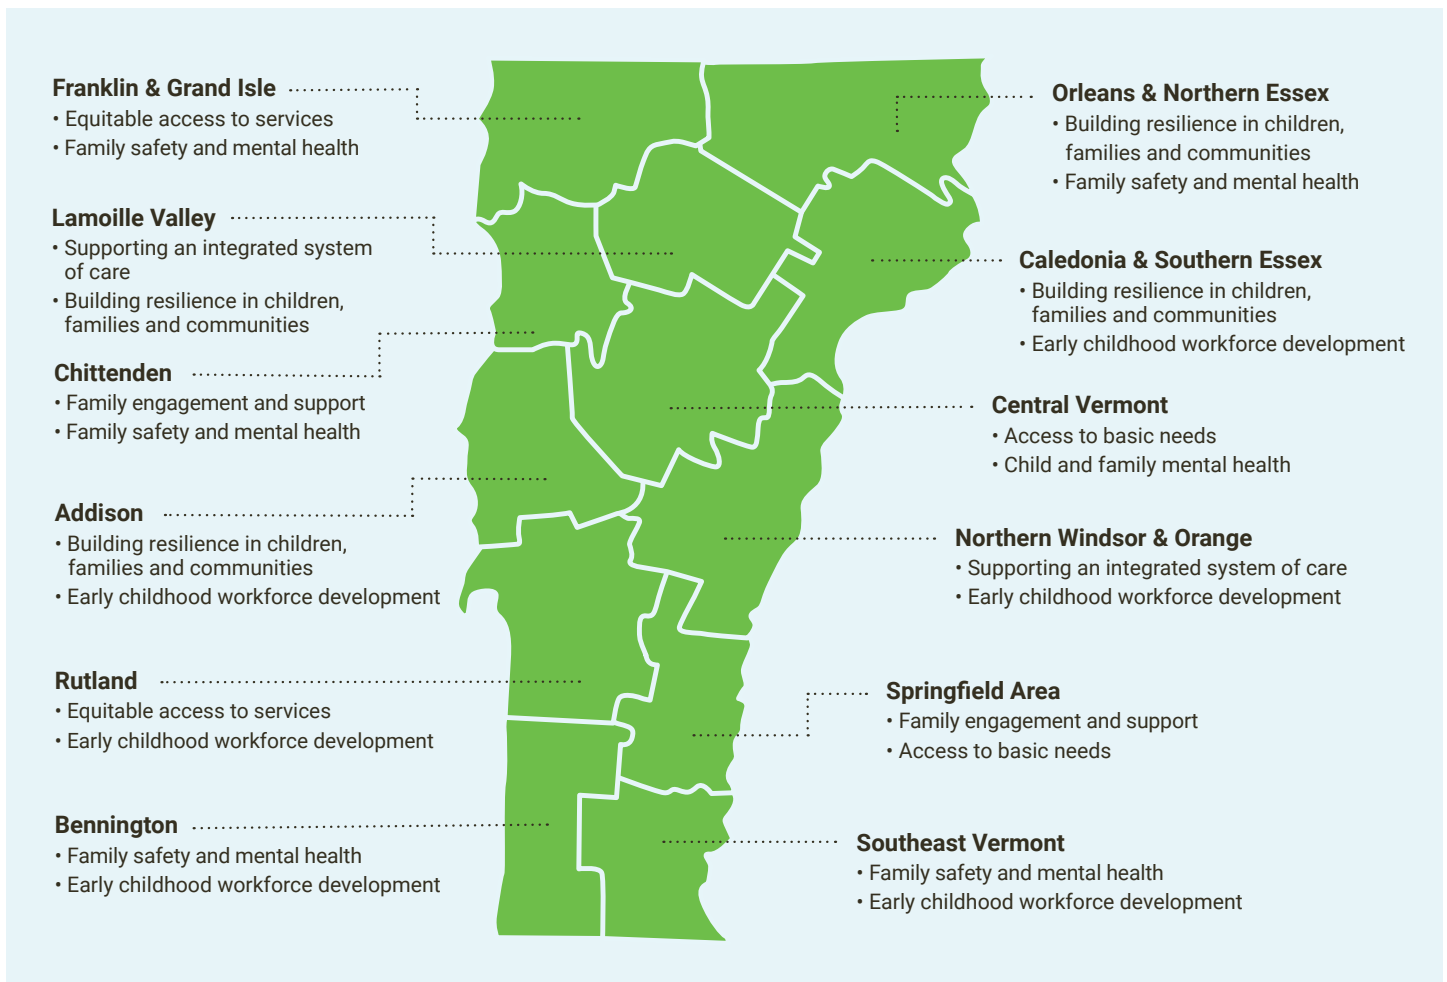 Franklin & Grand Isle
• Equitable access to services
• Family safety and mental health
Lamoille Valley
• Supporting an integrated system
of care
• Building resilience in children,
families and communities
Chittenden
• Family engagement and support
• Family safety and mental health
Addison
• Building resilience in children,
families and communities
• Early childhood workforce development
Rutland
• Equitable access to services
• Early childhood workforce development
Bennington
• Family safety and mental health
• Early childhood workforce development
Orleans & Northern Essex
• Building resilience in children,
families and communities
• Family safety and mental health
Caledonia & Southern Essex
• Building resilience in children,
families and communities
• Early childhood workforce development
Central Vermont
• Access to basic needs
• Child and family mental health
Northern Windsor & Orange
• Supporting an integrated system of care
• Early childhood workforce development
Springfield Area
• Family engagement and support
• Access to basic needs
Southeast Vermont
• Family safety and mental health
• Early childhood workforce development